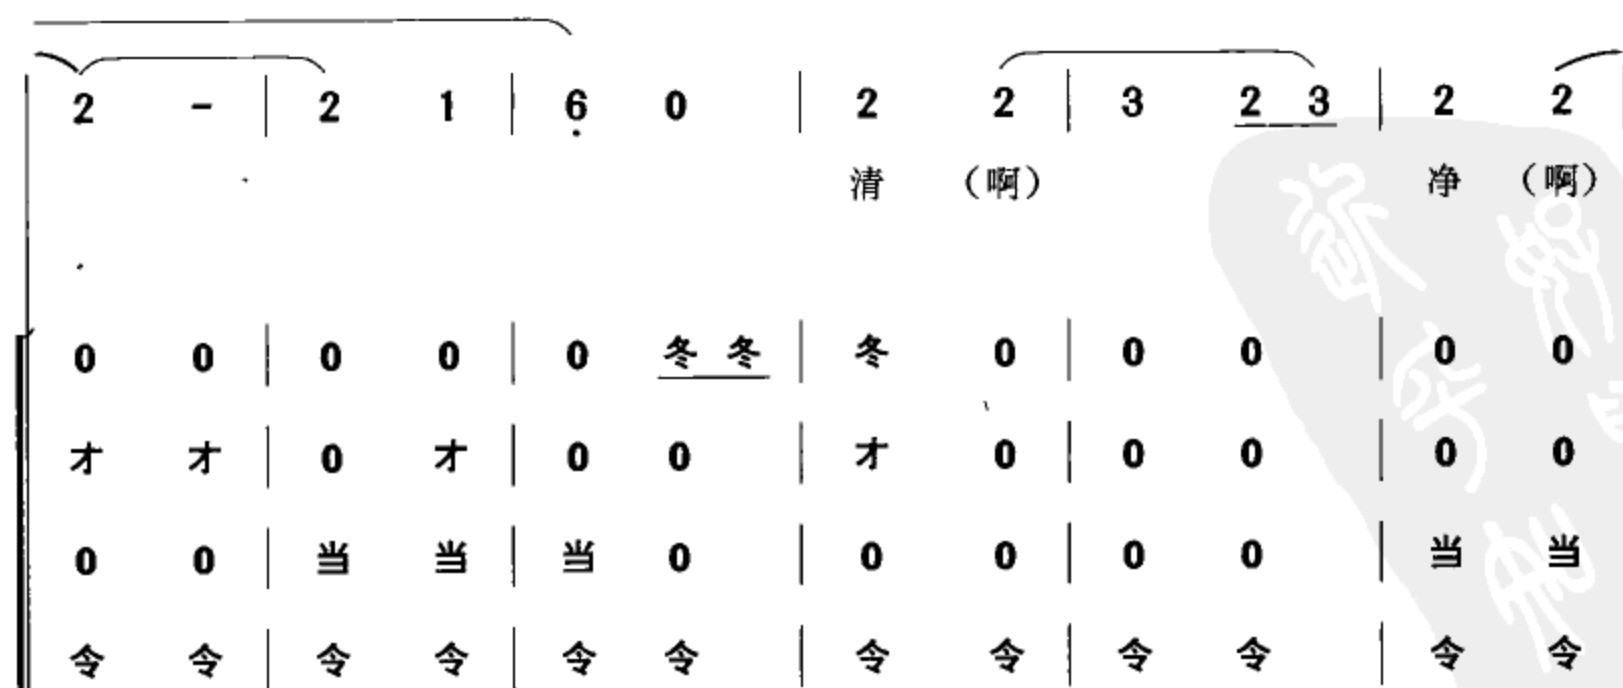 2 - | 2 1 | 6 0 | 2 2 | 3 2 3 | 2 2
清 （啊） 净 （啊）
0 0 | 0 0 | 0 冬 冬 | 冬 0 | 0 0 | 0 0
才 才 | 0 才 | 0 0 | 才 0 | 0 0 | 0 0
0 0 | 当 当 | 当 0 | 0 0 | 0 0 | 当 当
令 令 | 令 令 | 令 令 | 令 令 | 令 令 | 令 令